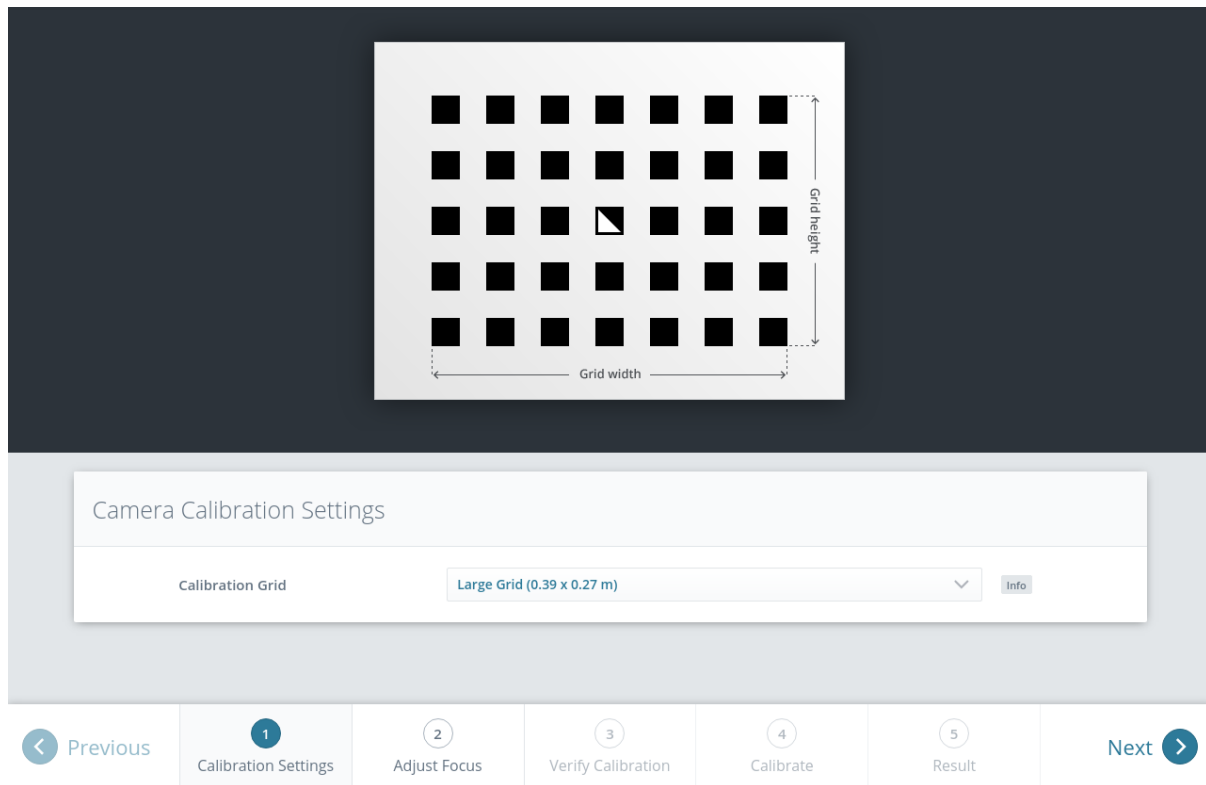 Grid height
Grid width
Camera Calibration Settings
Calibration Grid
Large Grid (0.39 x 0.27 m)
Info
Previous
1
Calibration Settings
2
Adjust Focus
3
Verify Calibration
4
Calibrate
5
Result
Next